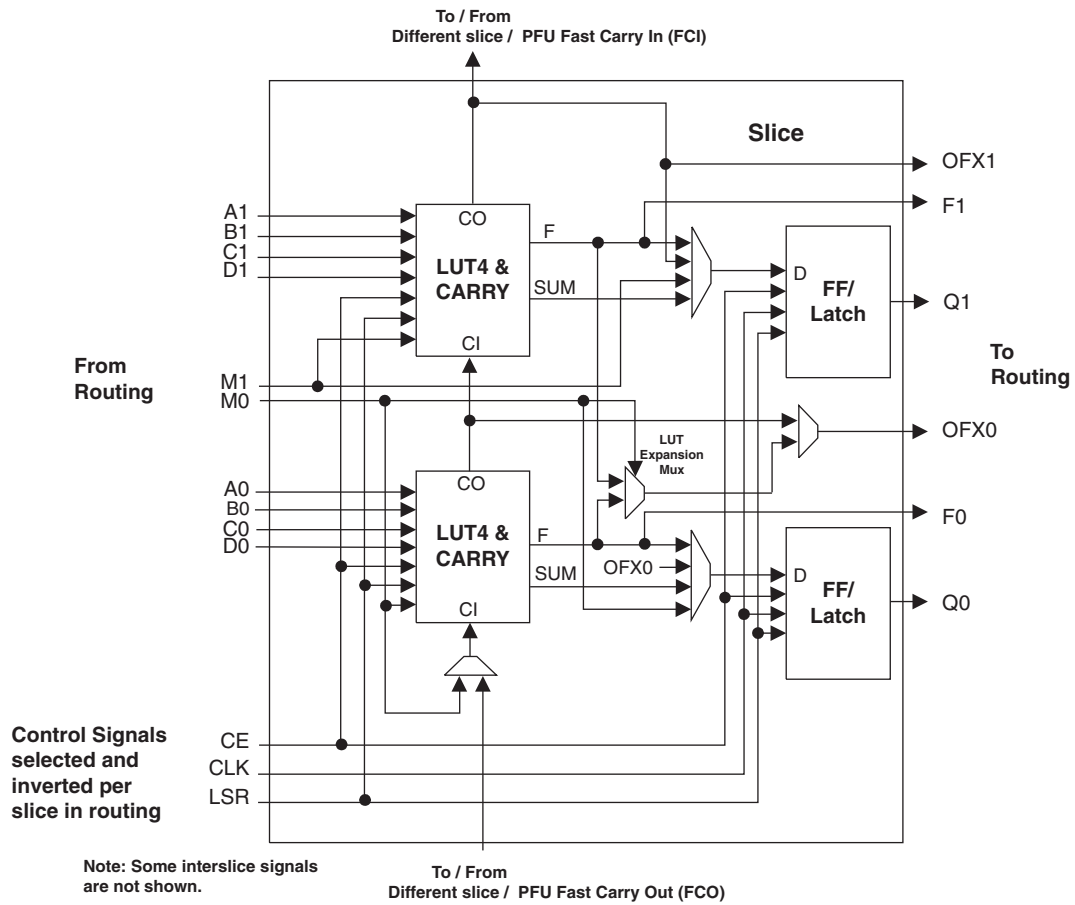 To / From
Different slice / PFU Fast Carry In (FCI)
Slice
OFX1
F1
A1
B1
C1
D1
CO
LUT4 &
CARRY
CI
F
SUM
D
FF/
Latch
Q1
From
Routing
To
Routing
M1
M0
OFX0
LUT
Expansion
Mux
A0
B0
C0
D0
CO
LUT4 &
CARRY
CI
F
OFX0
SUM
F0
D
FF/
Latch
Q0
Control Signals
selected and
inverted per
slice in routing
CE
CLK
LSR
Note: Some interslice signals
are not shown.
To / From
Different slice / PFU Fast Carry Out (FCO)